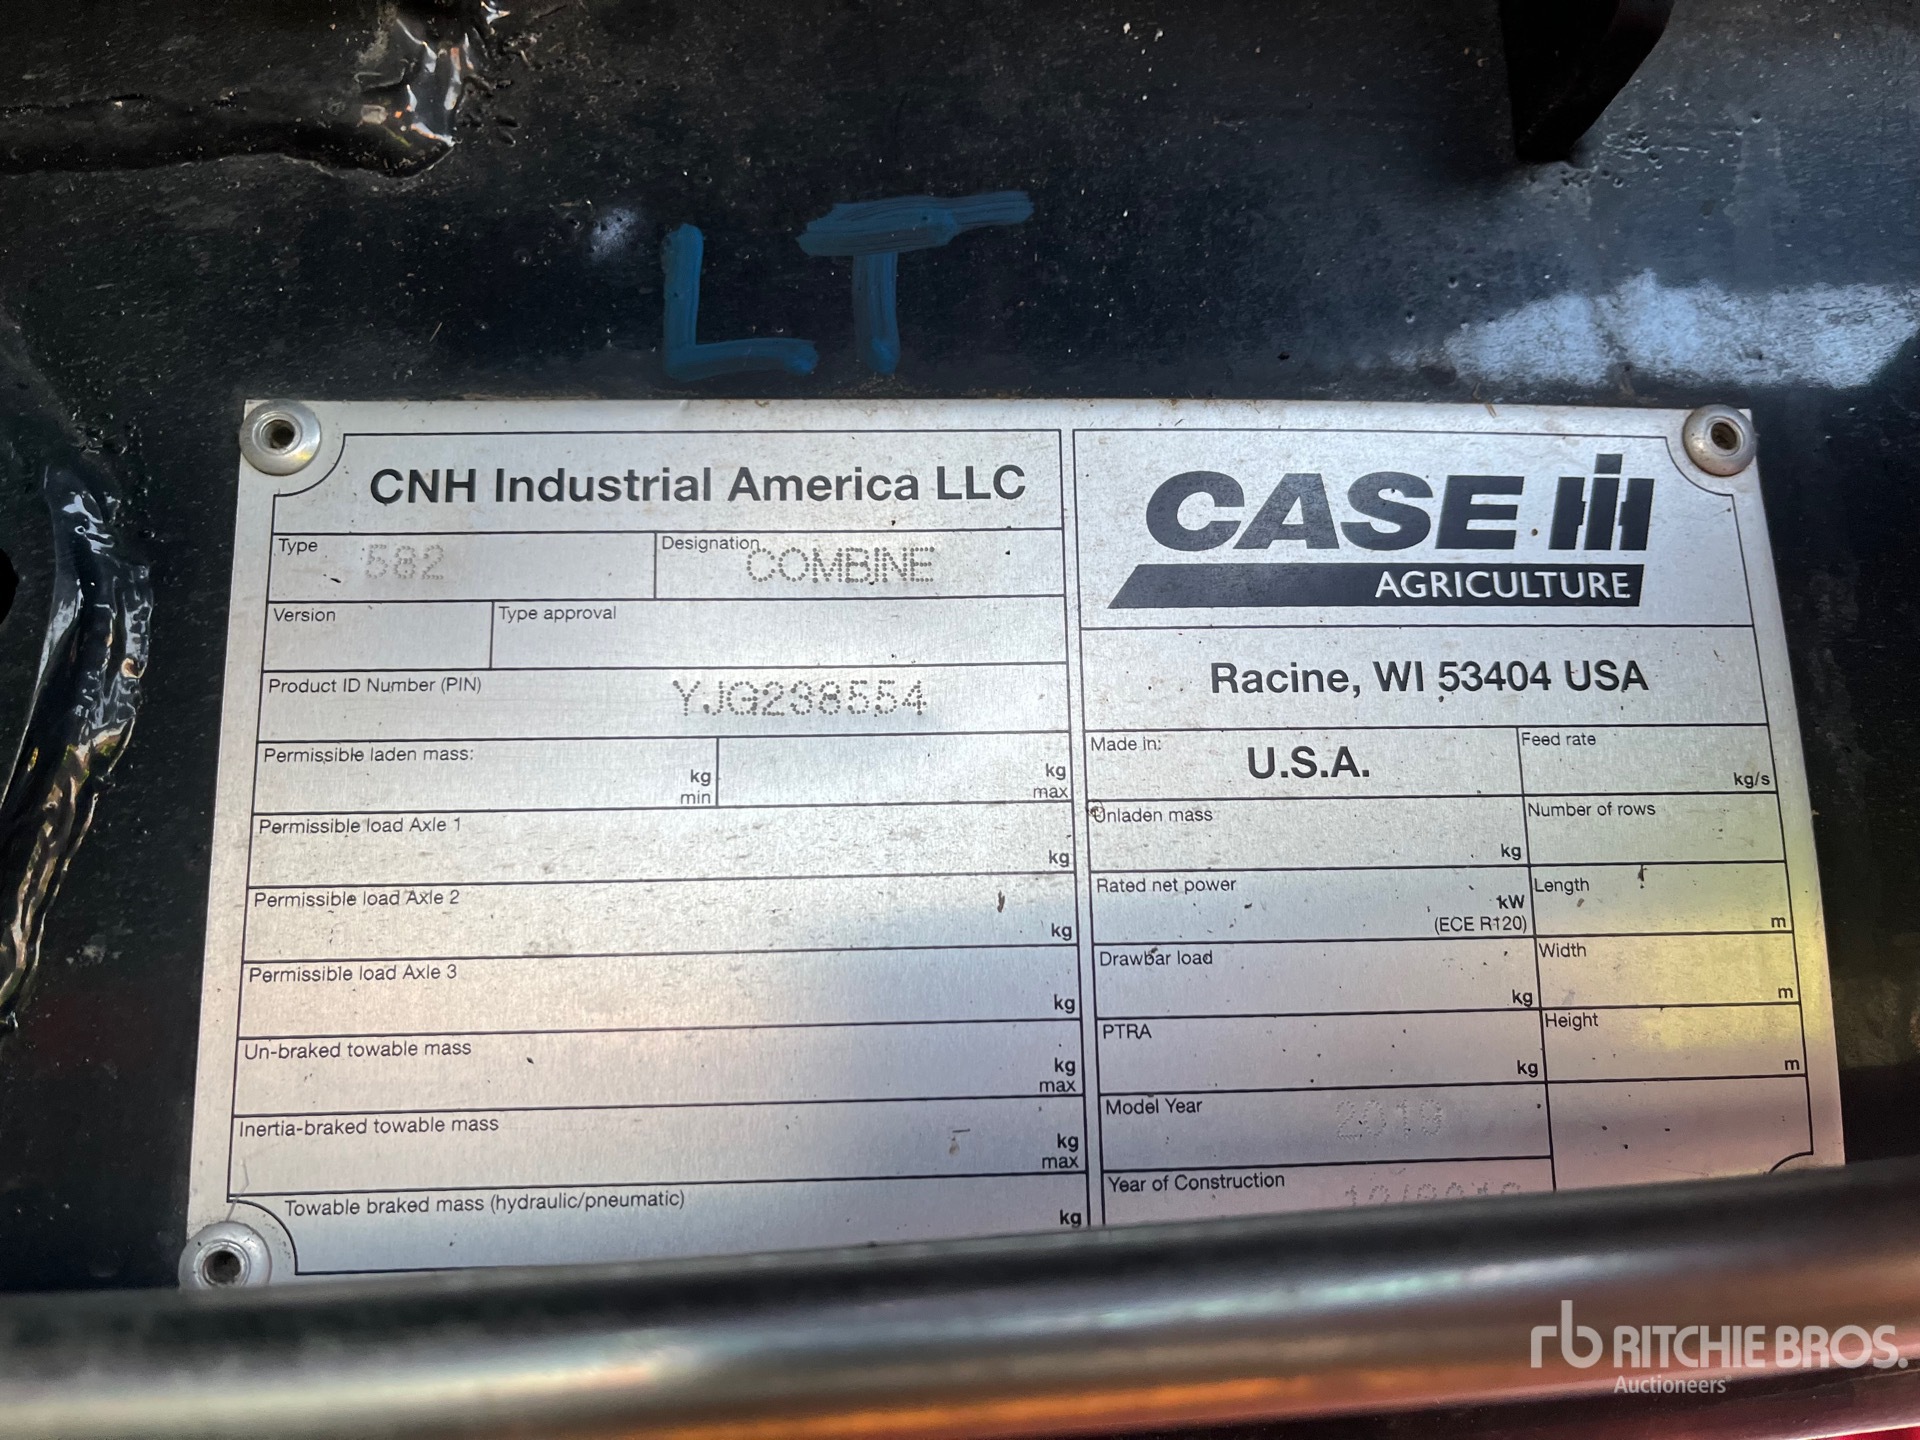 LT
CNH Industrial America LLC
Type 582
Designation COMBINE
Version
Type approval
Product ID Number (PIN) YJG238554
Permissible laden mass:
kg
min
kg
max
Permissible load Axle 1
kg
Permissible load Axle 2
kg
Permissible load Axle 3
kg
Un-braked towable mass
kg
max
Inertia-braked towable mass
kg
max
Towable braked mass (hydraulic/pneumatic)
kg
CASE IH
AGRICULTURE
Racine, WI 53404 USA
Made in: U.S.A.
Feed rate
kg/s
Unladen mass
kg
Number of rows
Rated net power
kW
(ECE R120)
Length
m
Drawbar load
kg
Width
m
PTRA
kg
Height
m
Model Year 2019
Year of Construction
rb RITCHIE BROS.
Auctioneers